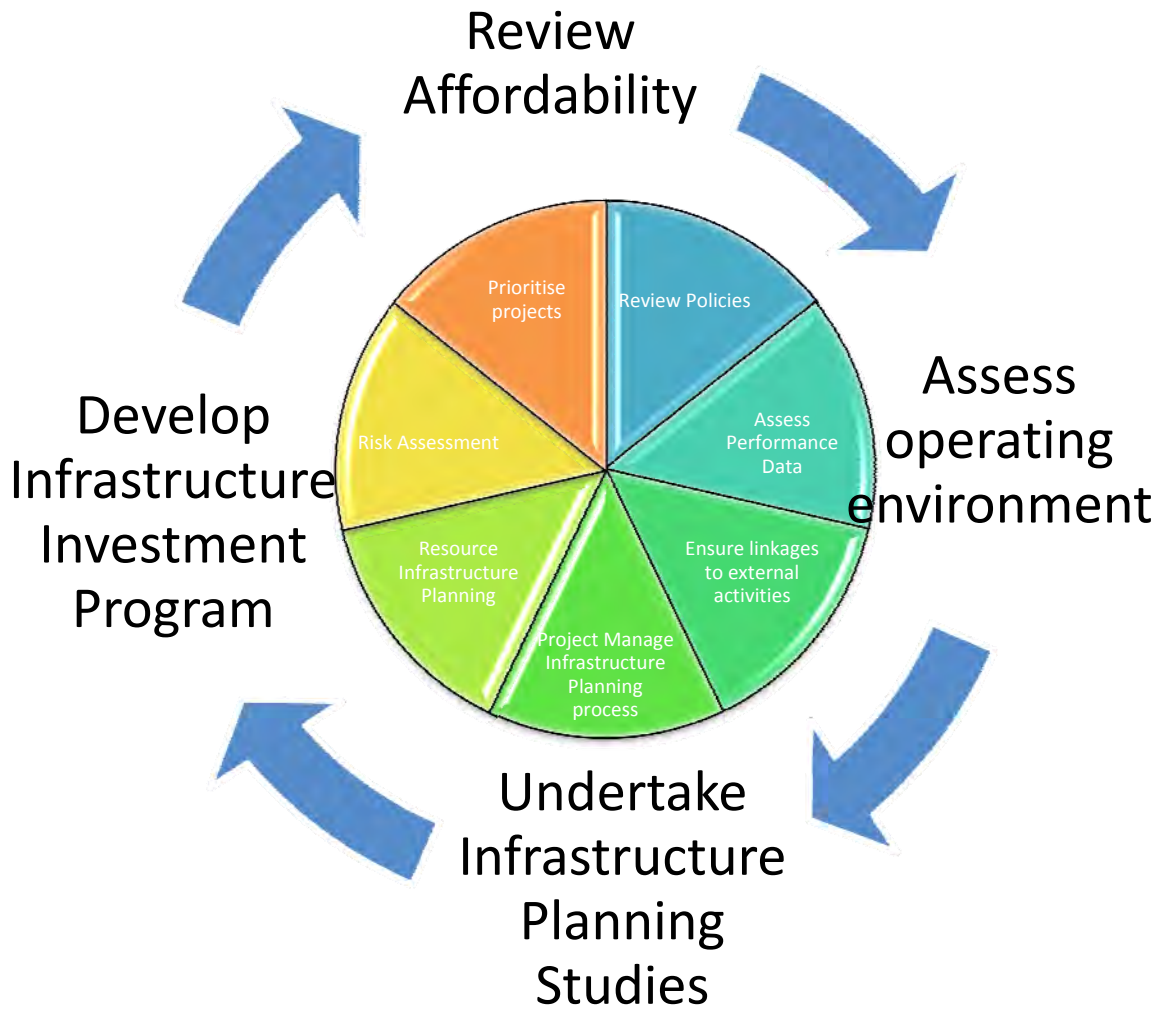 Review
Affordability
Prioritise
projects
Review Policies
Assess
operating
environment
Assess
Performance
Data
Develop
Infrastructure
Investment
Program
Risk Assessment
Resource
Infrastructure
Planning
Ensure linkages
to external
activities
Project Manage
Infrastructure
Planning
process
Undertake
Infrastructure
Planning
Studies